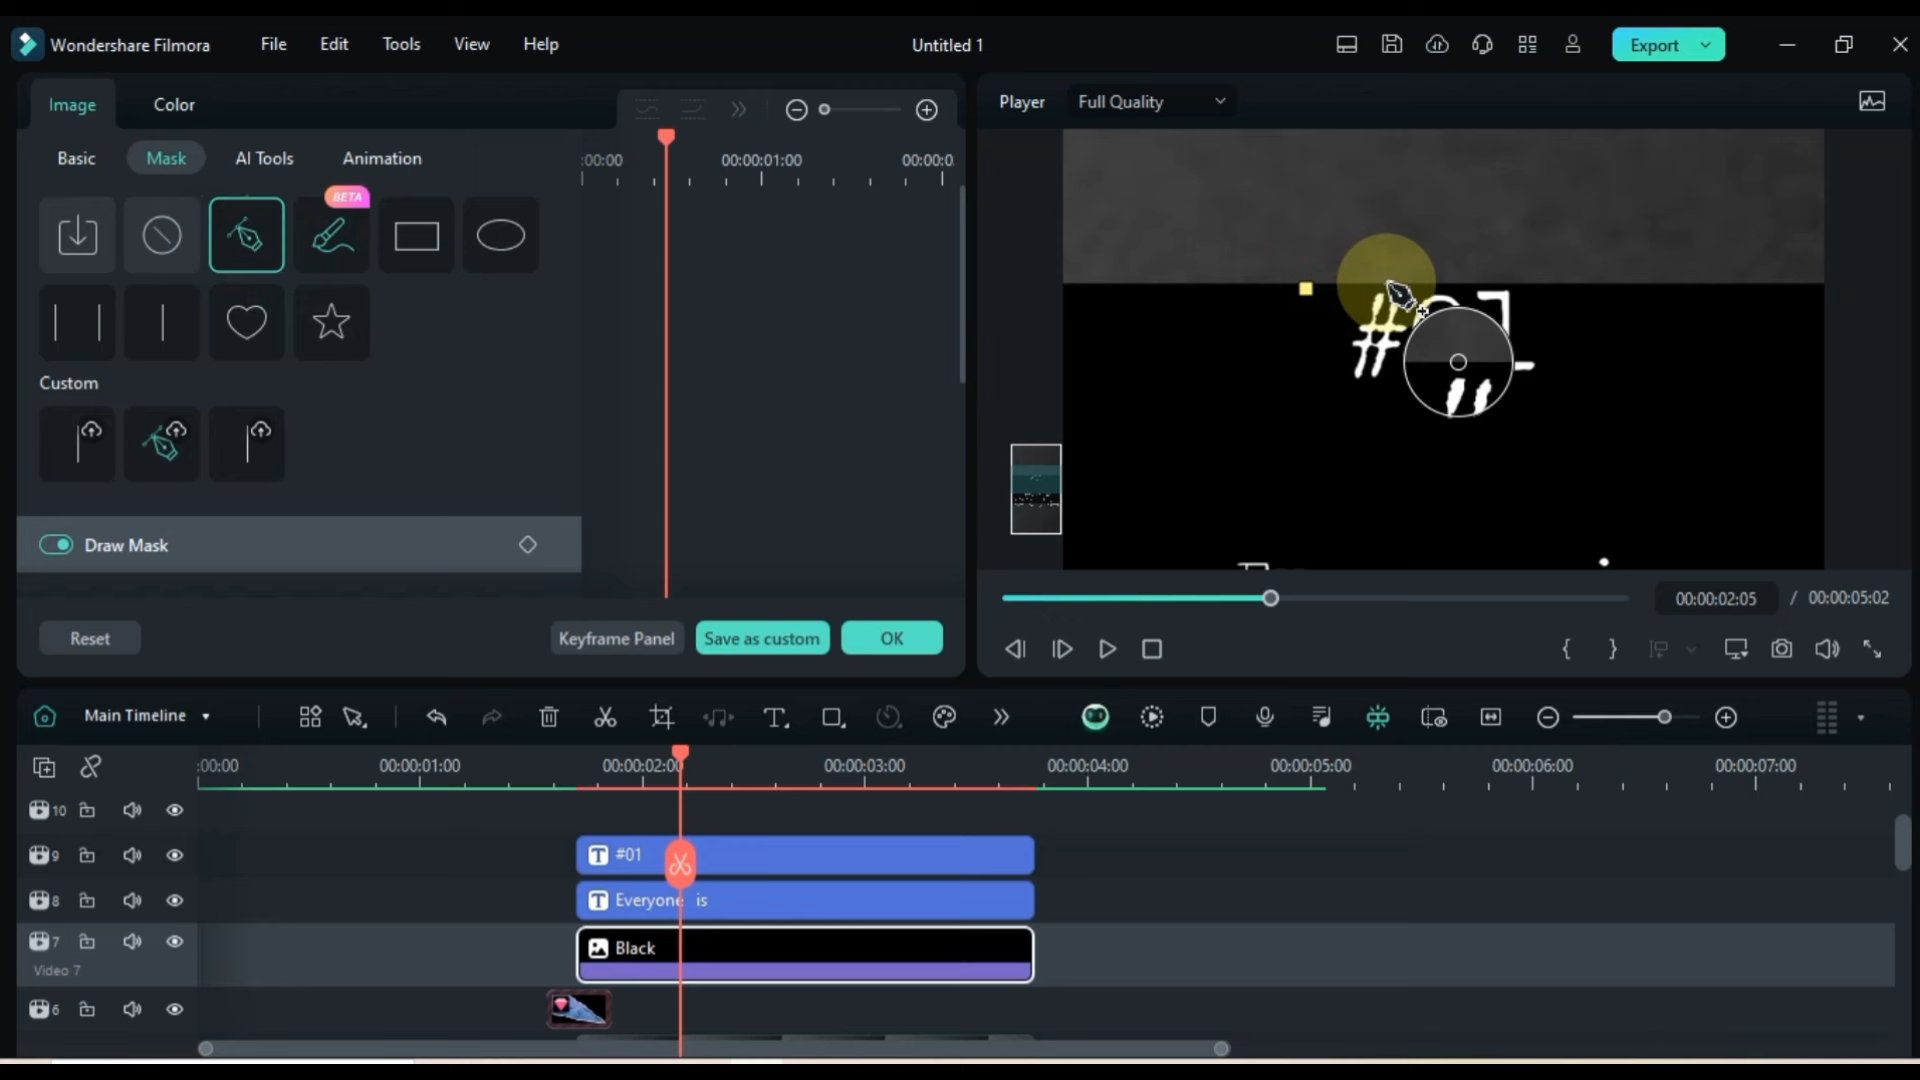 Wondershare Filmora File Edit Tools View Help Untitled 1 Export
Image Color
Player Full Quality
Basic Mask AI Tools Animation
BETA
:00:00 00:00:01:00 00:00:0
Custom
Draw Mask
Reset Keyframe Panel Save as custom OK
00:00:02:05 / 00:00:05:02
Main Timeline
:00:00 00:00:01:00 00:00:02:00 00:00:03:00 00:00:04:00 00:00:05:00 00:00:06:00 00:00:07:00
10
9 #01
8 Everyone is
7 Black
Video 7
6